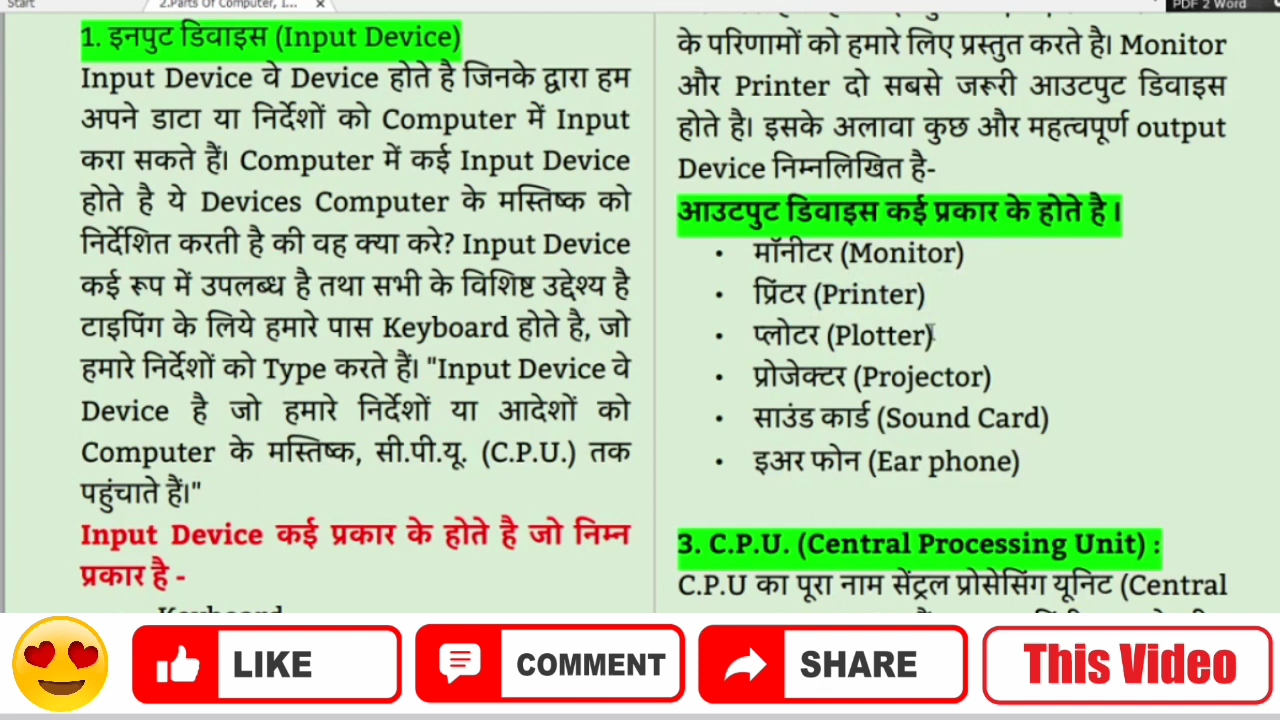 Start
2.Parts Of Computer, I...
PDF 2 Word
1. इनपुट डिवाइस (Input Device)
Input Device वे Device होते है जिनके द्वारा हम
अपने डाटा या निर्देशों को Computer में Input
करा सकते हैं। Computer में कई Input Device
होते है ये Devices Computer के मस्तिष्क को
निर्देशित करती है की वह क्या करे? Input Device
कई रूप में उपलब्ध है तथा सभी के विशिष्ट उद्देश्य है
टाइपिंग के लिये हमारे पास Keyboard होते है, जो
हमारे निर्देशों को Type करते हैं। "Input Device वे
Device है जो हमारे निर्देशों या आदेशों को
Computer के मस्तिष्क, सी.पी.यू. (C.P.U.) तक
पहुंचाते हैं।"
Input Device कई प्रकार के होते है जो निम्न
प्रकार है -
Keyboard
के परिणामों को हमारे लिए प्रस्तुत करते है। Monitor
और Printer दो सबसे जरूरी आउटपुट डिवाइस
होते है। इसके अलावा कुछ और महत्वपूर्ण output
Device निम्नलिखित है-
आउटपुट डिवाइस कई प्रकार के होते है ।
• मॉनीटर (Monitor)
• प्रिंटर (Printer)
• प्लोटर (Plotter)
• प्रोजेक्टर (Projector)
• साउंड कार्ड (Sound Card)
• इअर फोन (Ear phone)
3. C.P.U. (Central Processing Unit) :
C.P.U का पूरा नाम सेंट्रल प्रोसेसिंग यूनिट (Central
LIKE
COMMENT
SHARE
This Video